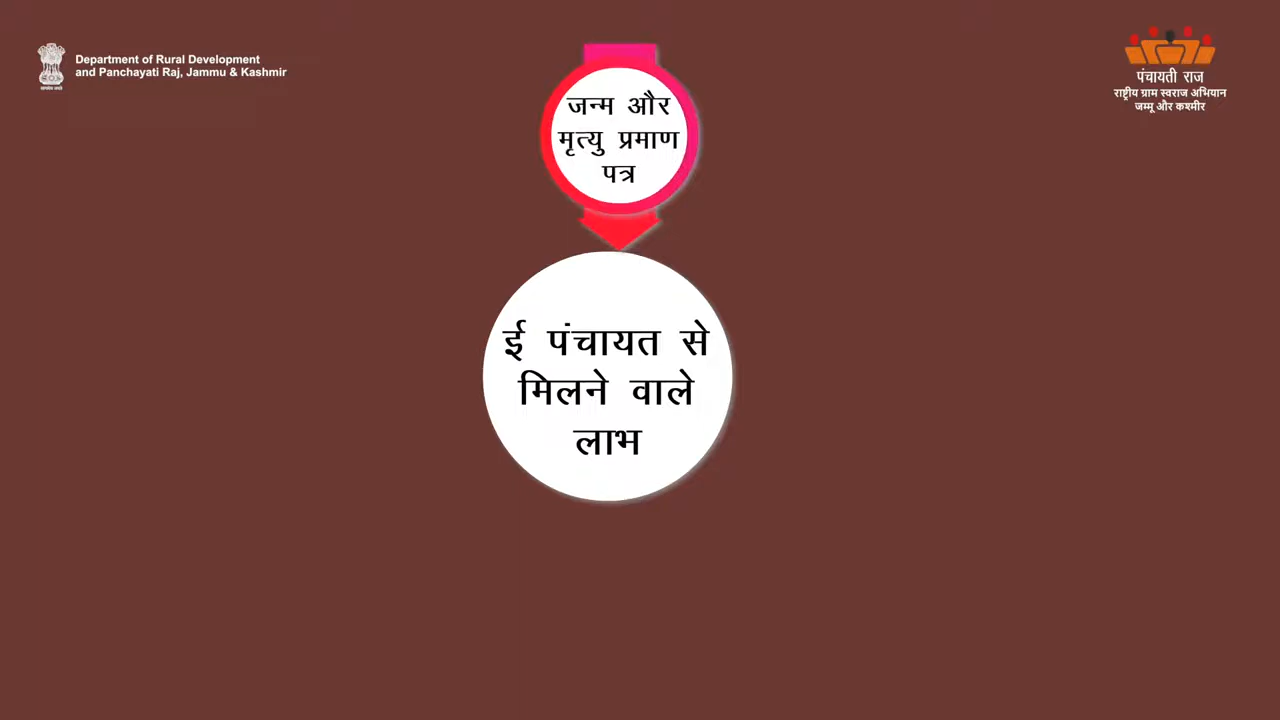 Department of Rural Development
and Panchayati Raj, Jammu & Kashmir
पंचायती राज
राष्ट्रीय ग्राम स्वराज अभियान
जम्मू और कश्मीर
जन्म और
मृत्यु प्रमाण
पत्र
ई पंचायत से
मिलने वाले
लाभ